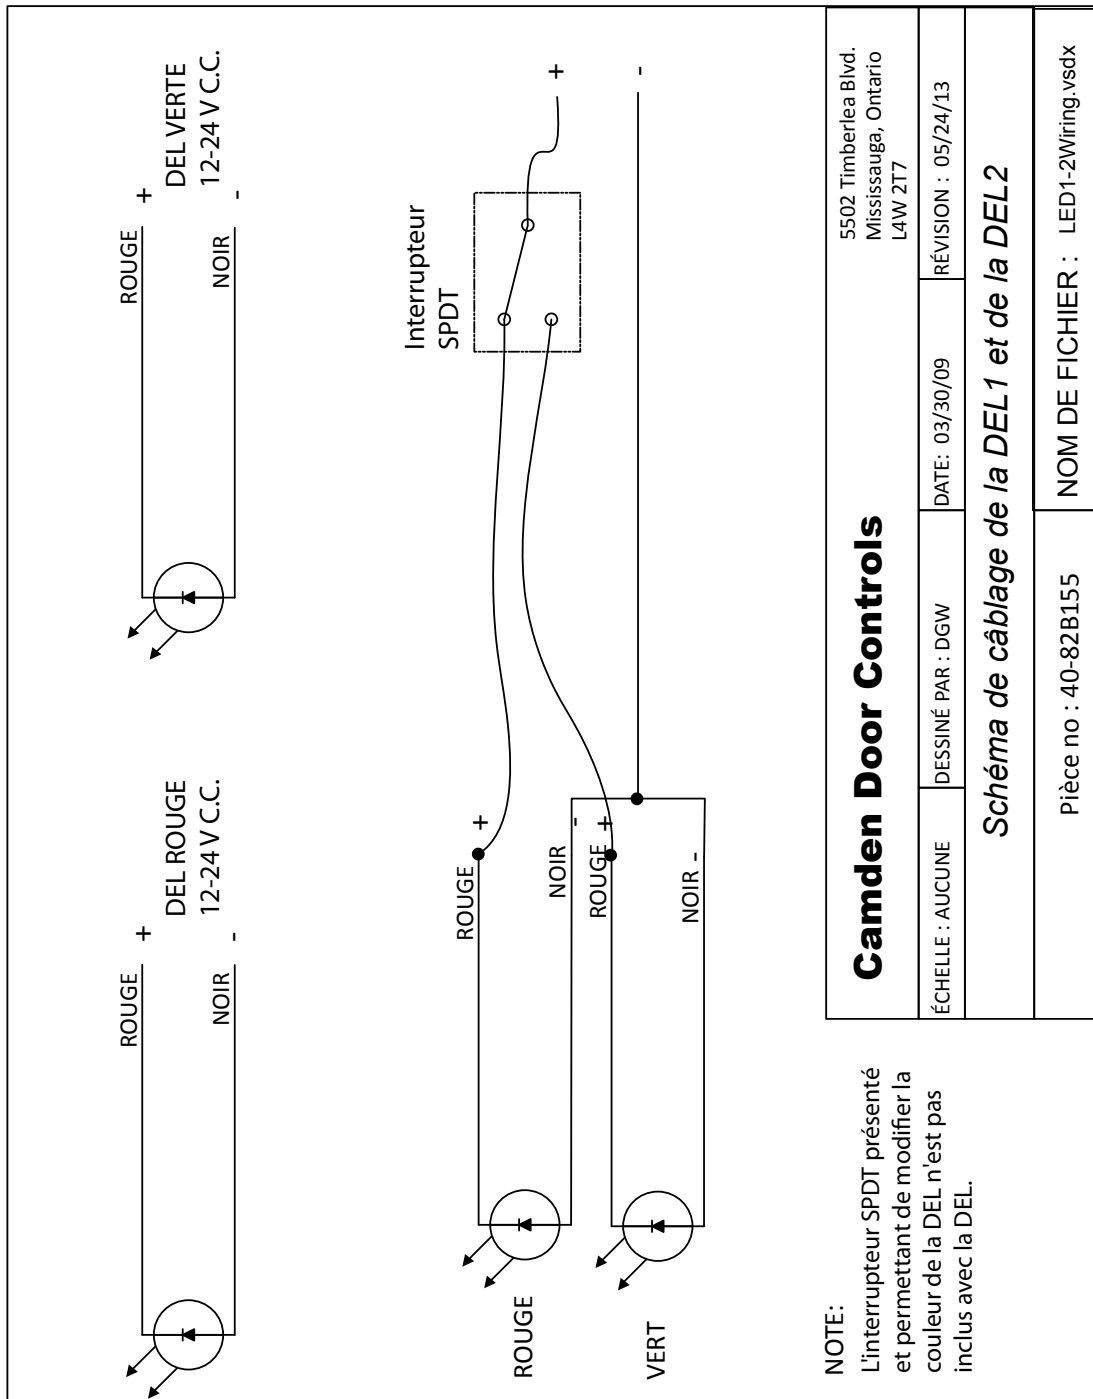 ROUGE
+
DEL ROUGE
12-24 V C.C.
NOIR
-
ROUGE
+
DEL VERTE
12-24 V C.C.
NOIR
-
Interrupteur
SPDT
+
-
ROUGE
ROUGE
+
NOIR
-
VERT
ROUGE
+
NOIR -
NOTE:
L'interrupteur SPDT présenté
et permettant de modifier la
couleur de la DEL n'est pas
inclus avec la DEL.
Camden Door Controls
5502 Timberlea Blvd.
Mississauga, Ontario
L4W 2T7
ÉCHELLE : AUCUNE
DESSINÉ PAR : DGW
DATE: 03/30/09
RÉVISION : 05/24/13
Schéma de câblage de la DEL1 et de la DEL2
Pièce no : 40-82B155
NOM DE FICHIER : LED1-2Wiring.vsdx